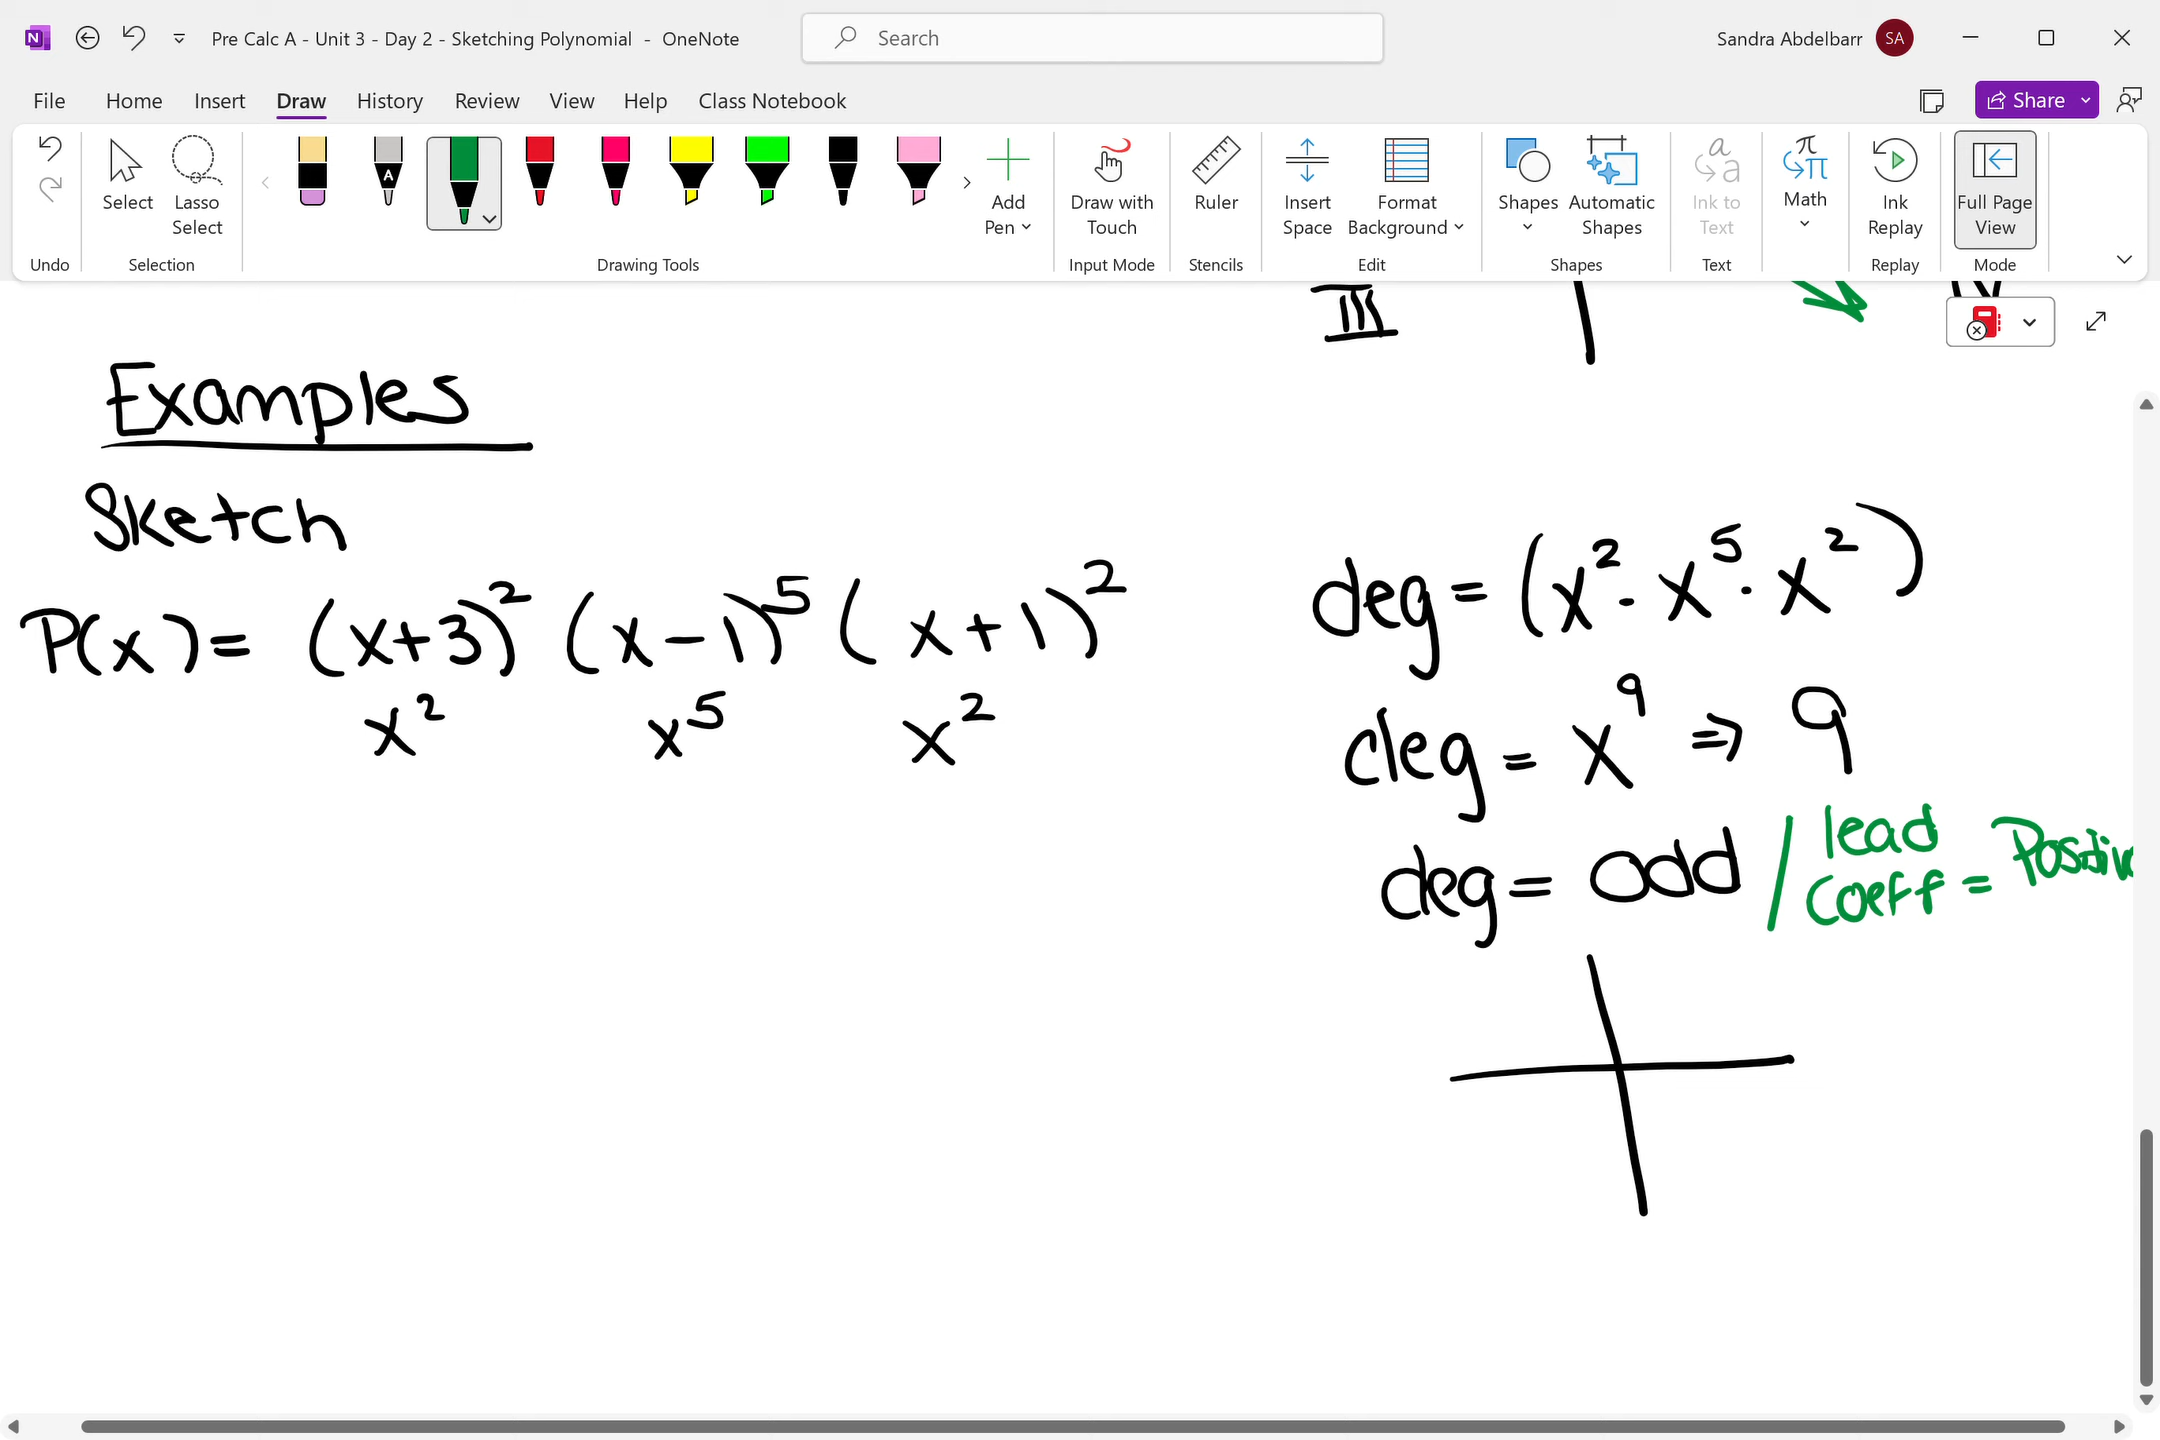 Pre Calc A - Unit 3 - Day 2 - Sketching Polynomial - OneNote
Search
Sandra Abdelbarr SA
File Home Insert Draw History Review View Help Class Notebook
Share
Undo
Select
Lasso Select
Selection
A
Drawing Tools
Add Pen
Draw with Touch
Input Mode
Ruler
Stencils
Insert Space
Format Background
Edit
Shapes
Automatic Shapes
Shapes
Ink to Text
Text
Math
Ink Replay
Replay
Full Page View
Mode
III
Examples
Sketch
P(x) = (x+3)² (x-1)⁵ (x+1)²
x² x⁵ x²
deg = (x² · x⁵ · x²)
deg = x⁹ ⇒ 9
deg = odd / lead coeff = Positiv